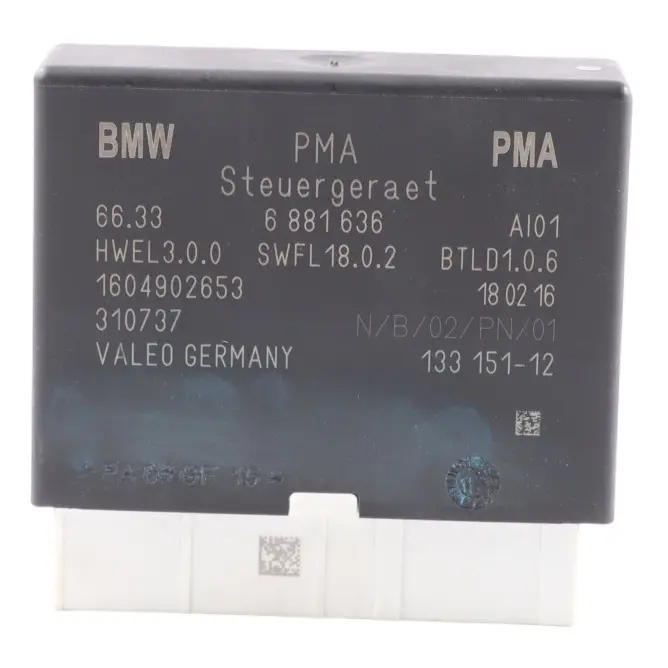 BMW PMA PMA
Steuergeraet
66.33 6 881 636 AI01
HWEL3.0.0 SWFL18.0.2 BTLD1.0.6
1604902653 18 02 16
310737 N/B/02/PN/01
VALEO GERMANY 133 151-12